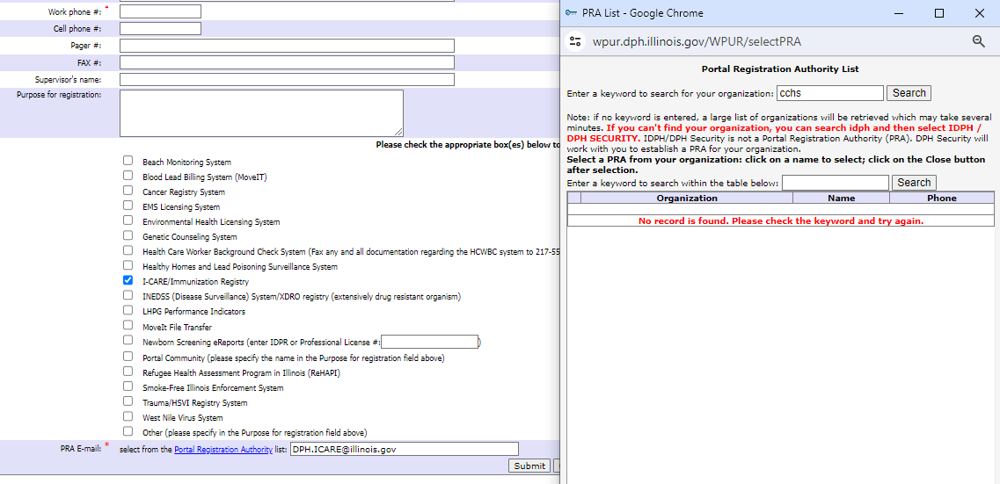 Work phone #: *
Cell phone #:
Pager #:
FAX #:
Supervisor's name:
Purpose for registration:
Please check the appropriate box(es) below to
Beach Monitoring System
Blood Lead Billing System (MoveIT)
Cancer Registry System
EMS Licensing System
Environmental Health Licensing System
Genetic Counseling System
Health Care Worker Background Check System (Fax any and all documentation regarding the HCWBC system to 217-55
Healthy Homes and Lead Poisoning Surveillance System
I-CARE/Immunization Registry
INEDSS (Disease Surveillance) System/XDRO registry (extensively drug resistant organism)
LHPG Performance Indicators
MoveIt File Transfer
Newborn Screening eReports (enter IDPR or Professional License #: )
Portal Community (please specify the name in the Purpose for registration field above)
Refugee Health Assessment Program in Illinois (ReHAPI)
Smoke-Free Illinois Enforcement System
Trauma/HSVI Registry System
West Nile Virus System
Other (please specify in the Purpose for registration field above)
PRA E-mail: * select from the Portal Registration Authority list: DPH.ICARE@illinois.gov
Submit
PRA List - Google Chrome
wpur.dph.illinois.gov/WPUR/selectPRA
Portal Registration Authority List
Enter a keyword to search for your organization: cchs Search
Note: if no keyword is entered, a large list of organizations will be retrieved which may take several
minutes. If you can't find your organization, you can search idph and then select IDPH /
DPH SECURITY. IDPH/DPH Security is not a Portal Registration Authority (PRA). DPH Security will
work with you to establish a PRA for your organization.
Select a PRA from your organization: click on a name to select; click on the Close button
after selection.
Enter a keyword to search within the table below: Search
Organization Name Phone
No record is found. Please check the keyword and try again.